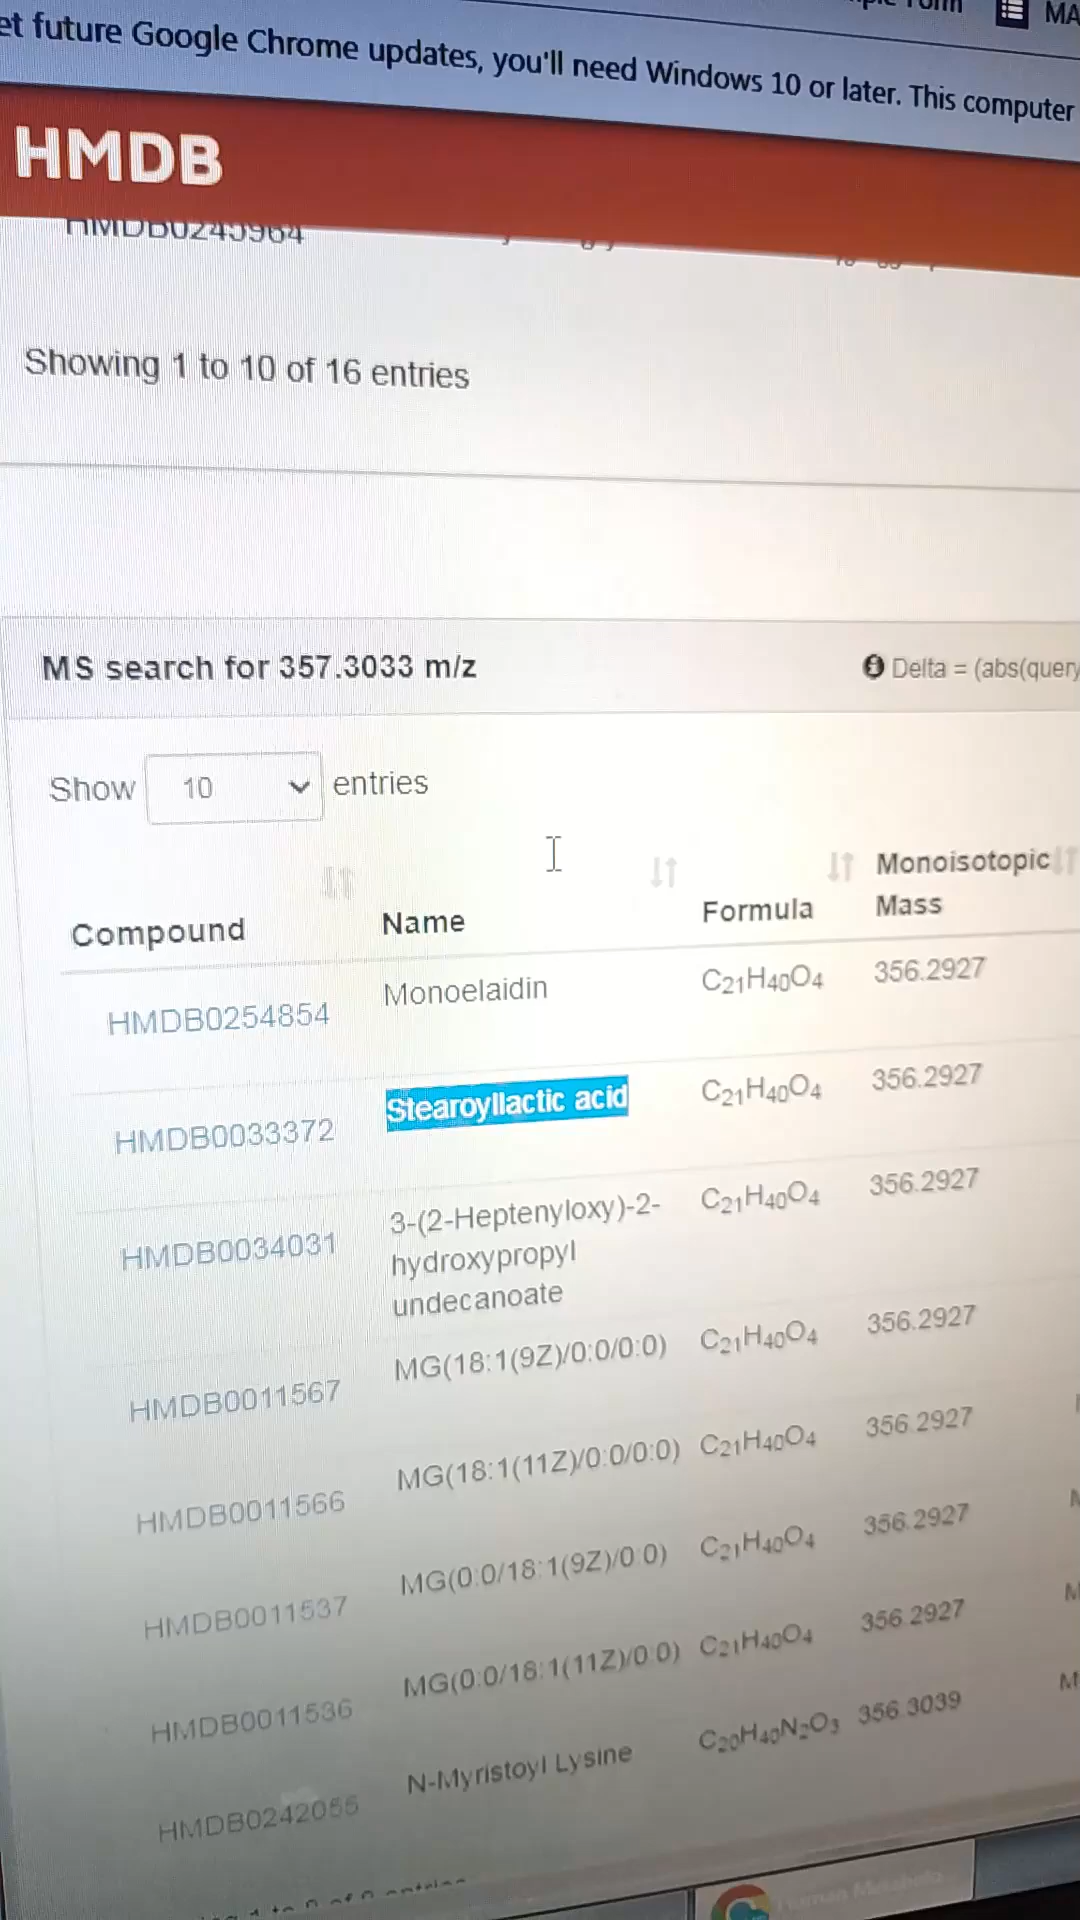 et future Google Chrome updates, you'll need Windows 10 or later. This computer
HMDB
Showing 1 to 10 of 16 entries
MS search for 357.3033 m/z
Delta = (abs(query
Show 10 entries
Compound Name Formula Monoisotopic Mass
HMDB0254854 Monoelaidin C21H40O4 356.2927
HMDB0033372 Stearoyllactic acid C21H40O4 356.2927
HMDB0034031 3-(2-Heptenyloxy)-2- C21H40O4 356.2927
hydroxypropyl
undecanoate
HMDB0011567 MG(18:1(9Z)/0:0/0:0) C21H40O4 356.2927
HMDB0011566 MG(18:1(11Z)/0:0/0:0) C21H40O4 356.2927
HMDB0011537 MG(0:0/18:1(9Z)/0:0) C21H40O4 356.2927
HMDB0011536 MG(0:0/18:1(11Z)/0:0) C21H40O4 356.2927
HMDB0242055 N-Myristoyl Lysine C20H40N2O3 356.3039